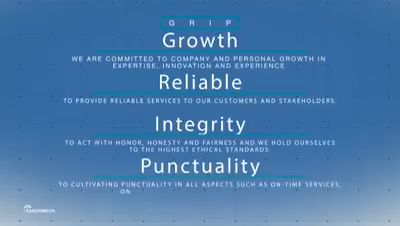 GRIP
Growth
WE ARE COMMITTED TO COMPANY AND PERSONAL GROWTH IN
EXPERTISE, INNOVATION AND EXPERIENCE
Reliable
TO PROVIDE RELIABLE SERVICES TO OUR CUSTOMERS AND STAKEHOLDERS.
Integrity
TO ACT WITH HONOR, HONESTY AND FAIRNESS AND WE HOLD OURSELVES
TO THE HIGHEST ETHICAL STANDARDS
Punctuality
TO CULTIVATING PUNCTUALITY IN ALL ASPECTS SUCH AS ON-TIME SERVICES,
ON